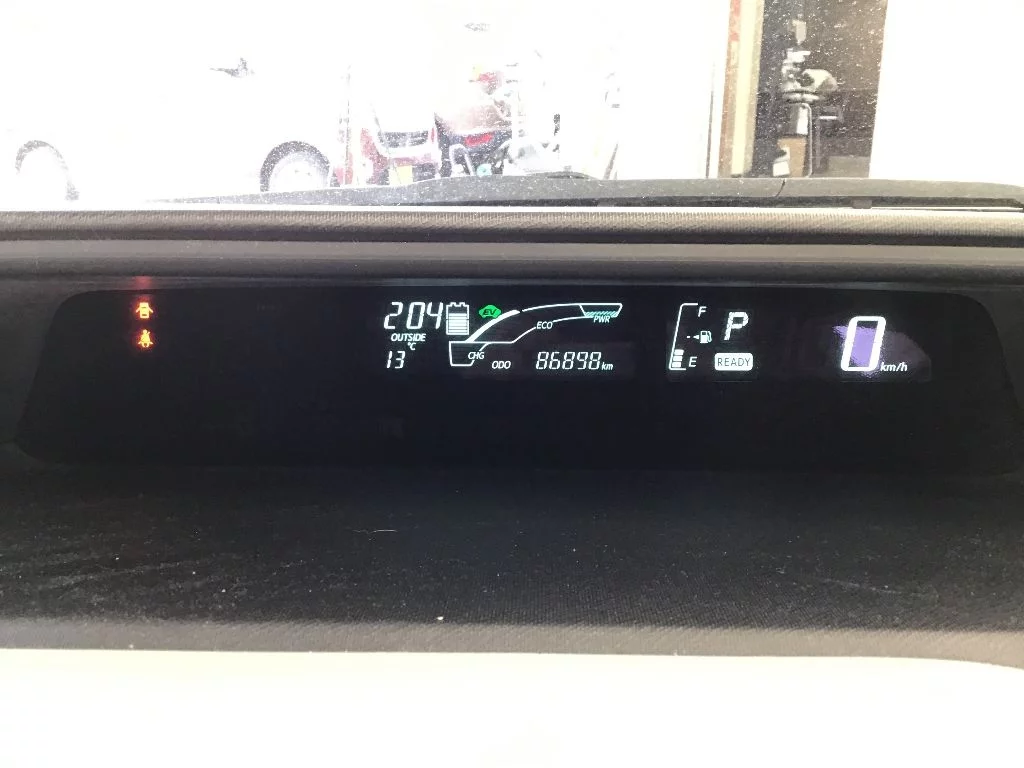 204
OUTSIDE
°C
13
EV
ECO
PWR
CHG
ODO 86898 km
F
E
P
READY
0 km/h